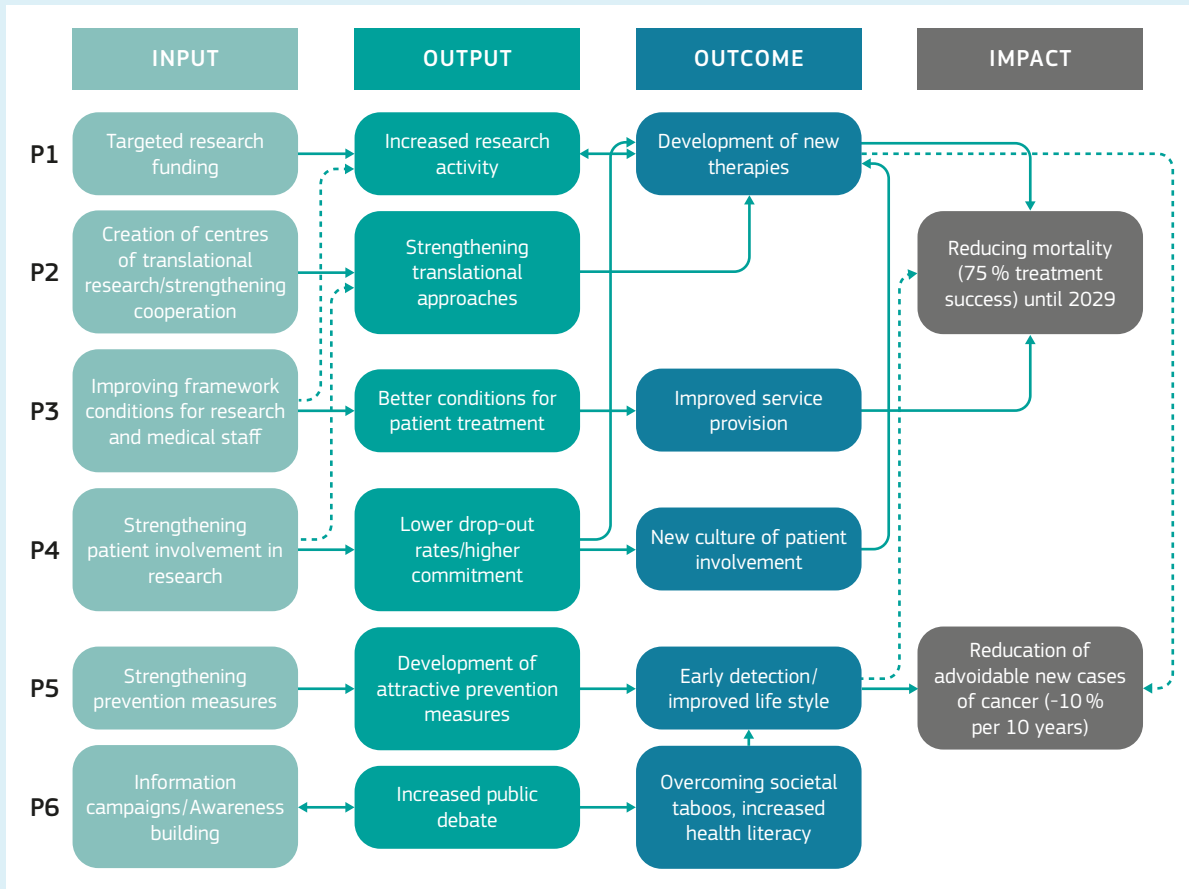 INPUT
OUTPUT
OUTCOME
IMPACT
P1
Targeted research
funding
Increased research
activity
Development of new
therapies
P2
Creation of centres
of translational
research/strengthening
cooperation
Strengthening
translational
approaches
Reducing mortality
(75 % treatment
success) until 2029
P3
Improving framework
conditions for research
and medical staff
Better conditions for
patient treatment
Improved service
provision
P4
Strengthening
patient involvement in
research
Lower drop-out
rates/higher
commitment
New culture of patient
involvement
P5
Strengthening
prevention measures
Development of
attractive prevention
measures
Early detection/
improved life style
Reducation of
advoidable new cases
of cancer (-10 %
per 10 years)
P6
Information
campaigns/Awareness
building
Increased public
debate
Overcoming societal
taboos, increased
health literacy